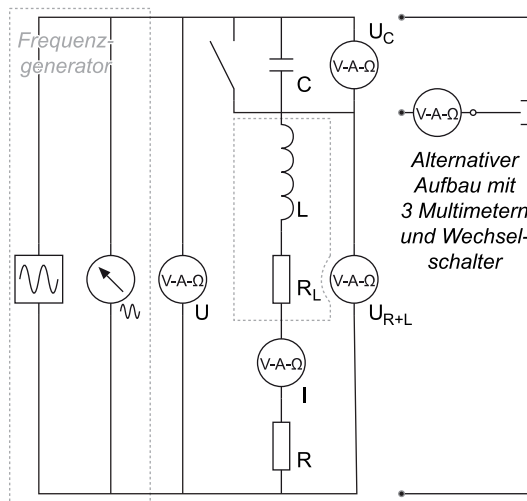 Frequenz-
generator
U_C
V-A-Ω
C
V-A-Ω
Alternativer
Aufbau mit
3 Multimetern
und Wechsel-
schalter
L
V-A-Ω
U
R_L
V-A-Ω
U_R+L
V-A-Ω
I
R